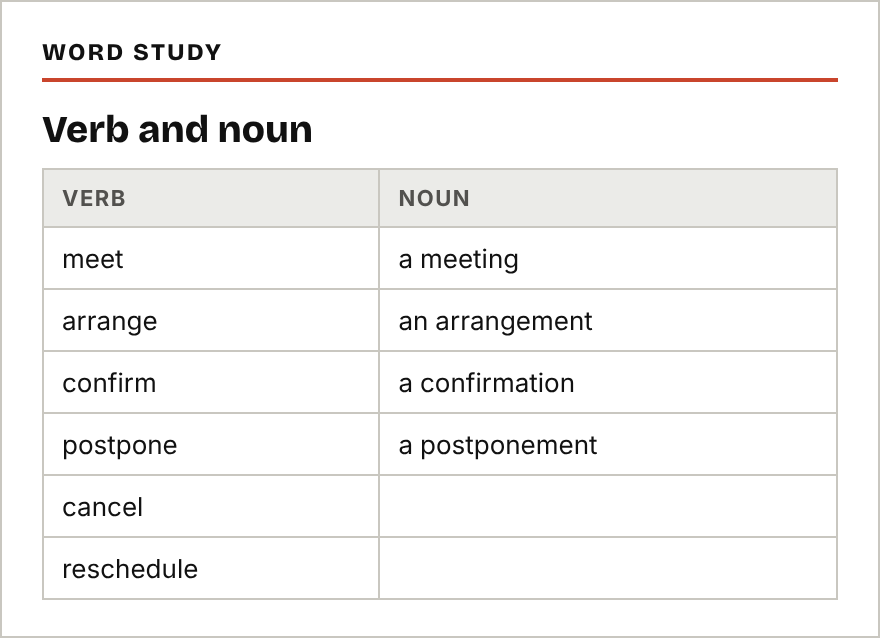 WORD STUDY
Verb and noun
VERB NOUN
meet a meeting
arrange an arrangement
confirm a confirmation
postpone a postponement
cancel
reschedule